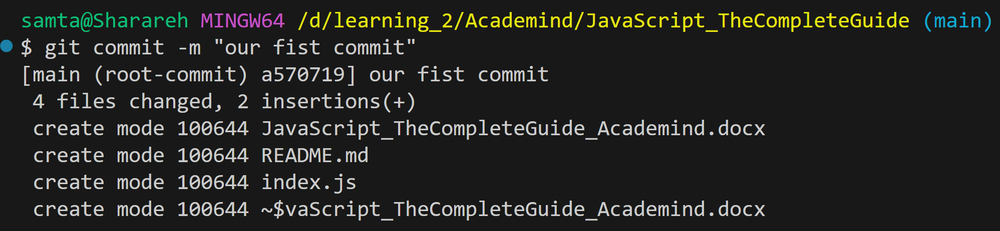 samta@Sharareh MINGW64 /d/learning_2/Academind/JavaScript_TheCompleteGuide (main)
$ git commit -m "our fist commit"
[main (root-commit) a570719] our fist commit
 4 files changed, 2 insertions(+)
 create mode 100644 JavaScript_TheCompleteGuide_Academind.docx
 create mode 100644 README.md
 create mode 100644 index.js
 create mode 100644 ~$vaScript_TheCompleteGuide_Academind.docx